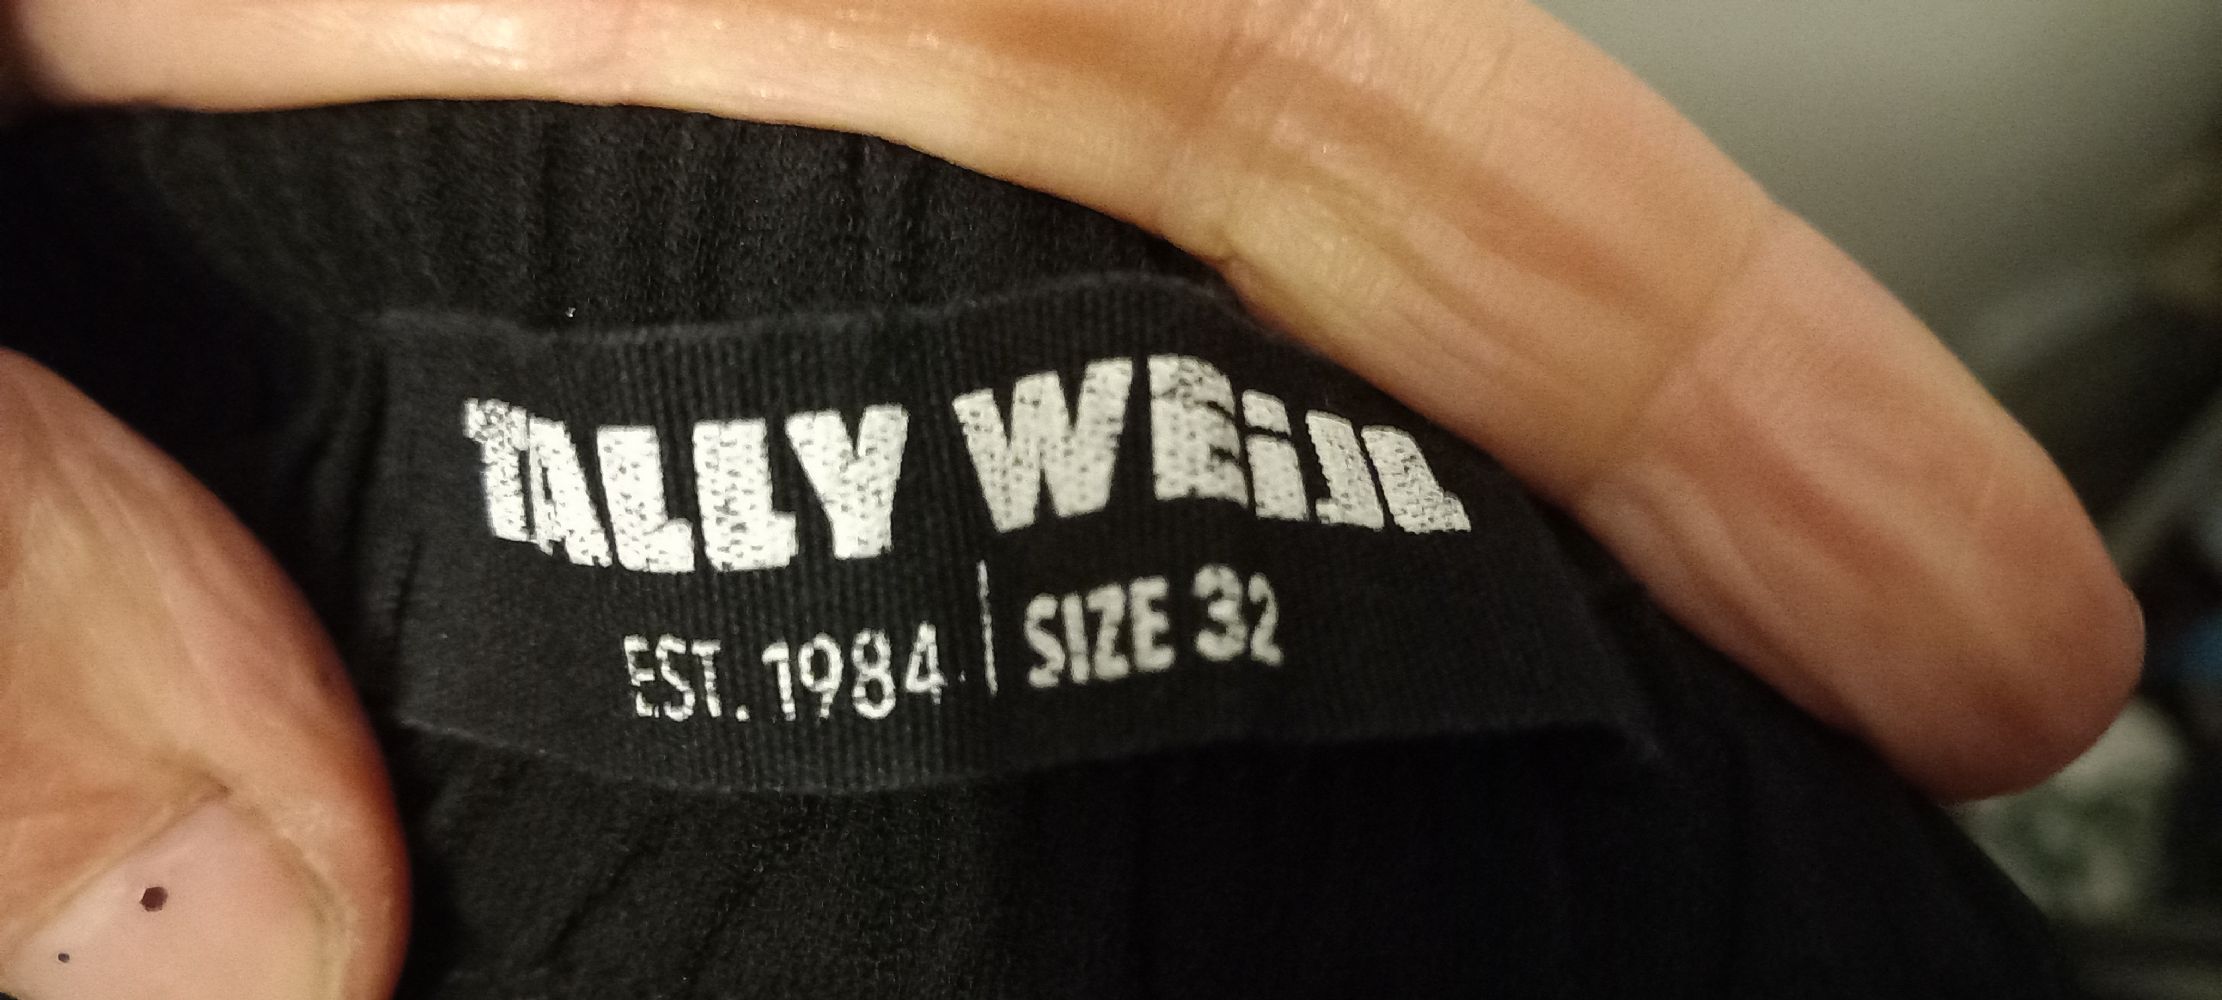 TALLY WEiJL
EST. 1984 | SIZE 32